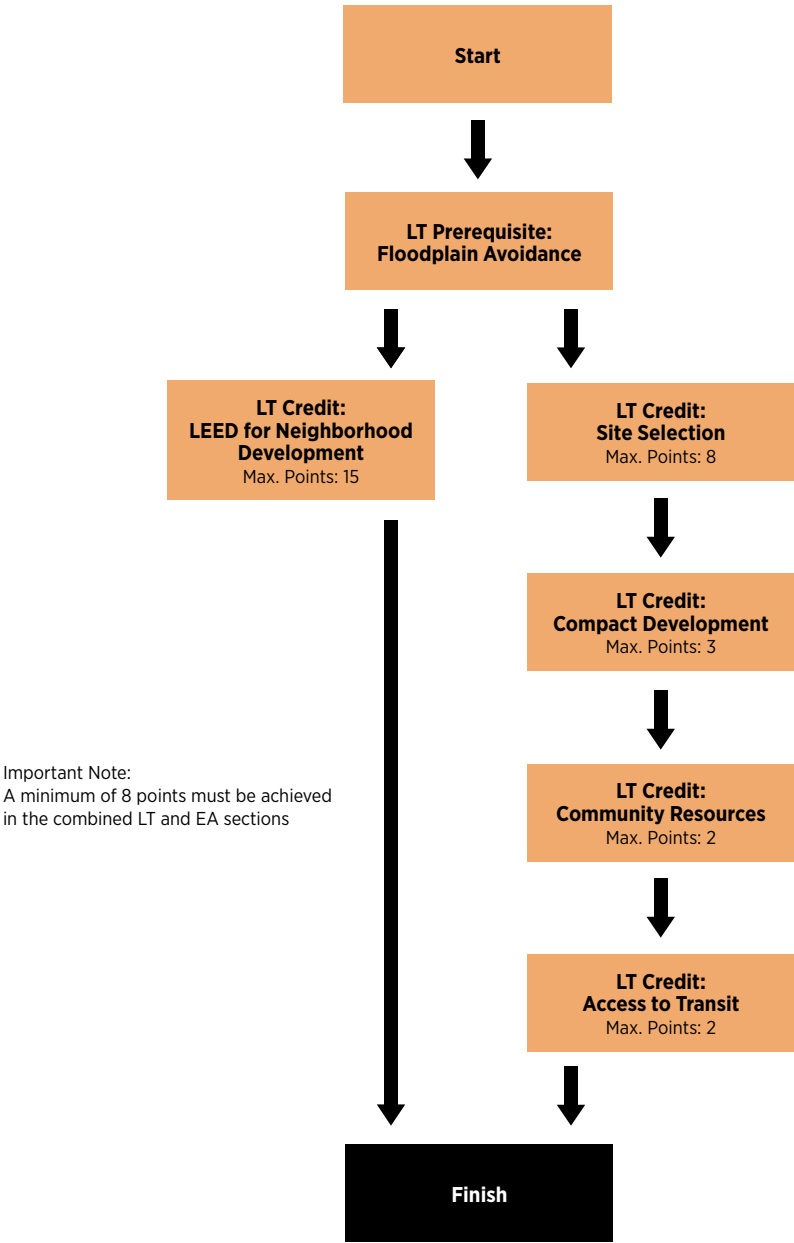 Start
LT Prerequisite:
Floodplain Avoidance
LT Credit:
LEED for Neighborhood
Development
Max. Points: 15
LT Credit:
Site Selection
Max. Points: 8
LT Credit:
Compact Development
Max. Points: 3
Important Note:
A minimum of 8 points must be achieved
in the combined LT and EA sections
LT Credit:
Community Resources
Max. Points: 2
LT Credit:
Access to Transit
Max. Points: 2
Finish